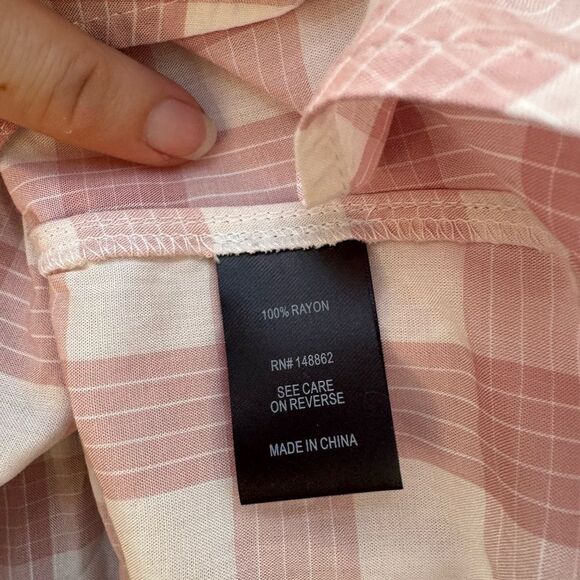 100% RAYON
RN# 148862
SEE CARE
ON REVERSE
MADE IN CHINA